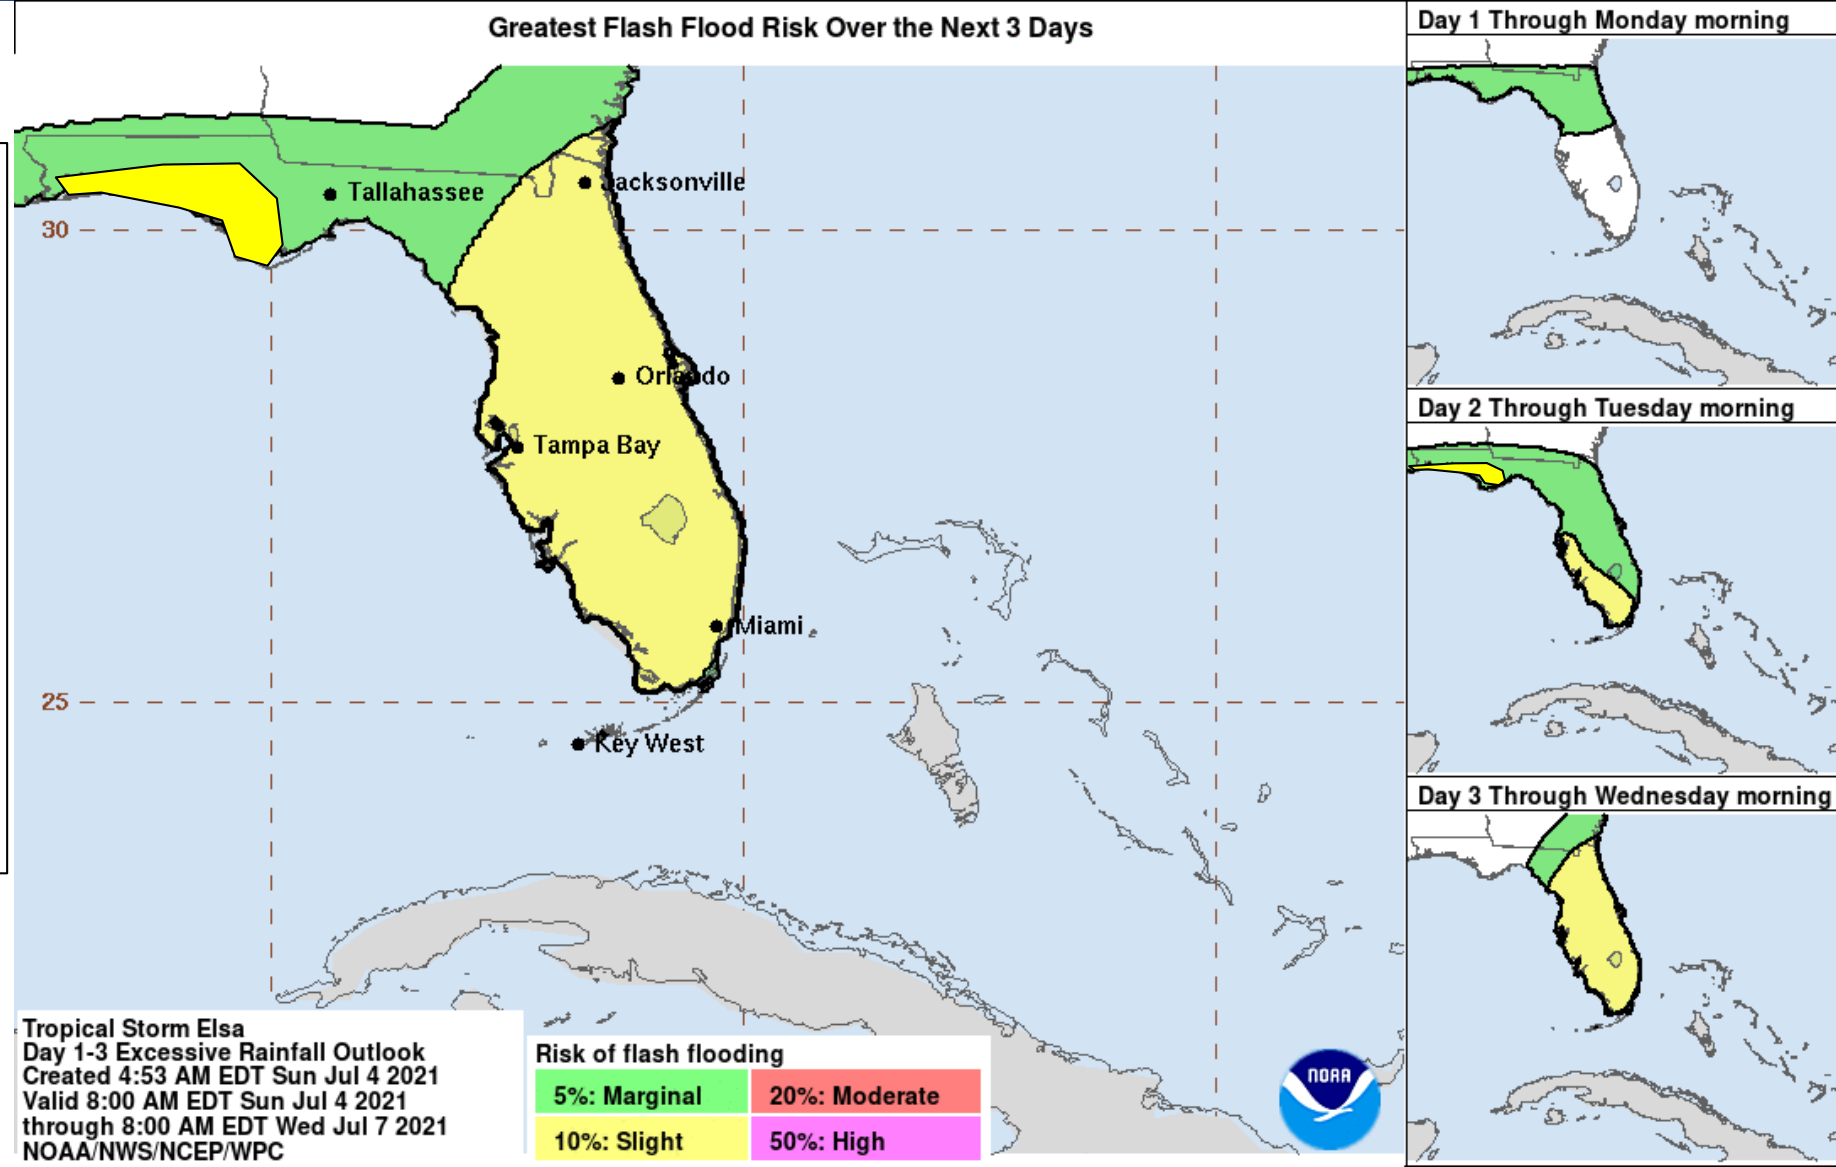 Greatest Flash Flood Risk Over the Next 3 Days
Day 1 Through Monday morning
Tallahassee
Jacksonville
30
Orlando
Tampa Bay
Miami
25
Key West
Day 2 Through Tuesday morning
Day 3 Through Wednesday morning
Tropical Storm Elsa
Day 1-3 Excessive Rainfall Outlook
Created 4:53 AM EDT Sun Jul 4 2021
Valid 8:00 AM EDT Sun Jul 4 2021
through 8:00 AM EDT Wed Jul 7 2021
NOAA/NWS/NCEP/WPC
Risk of flash flooding
5%: Marginal
20%: Moderate
10%: Slight
50%: High
NOAA